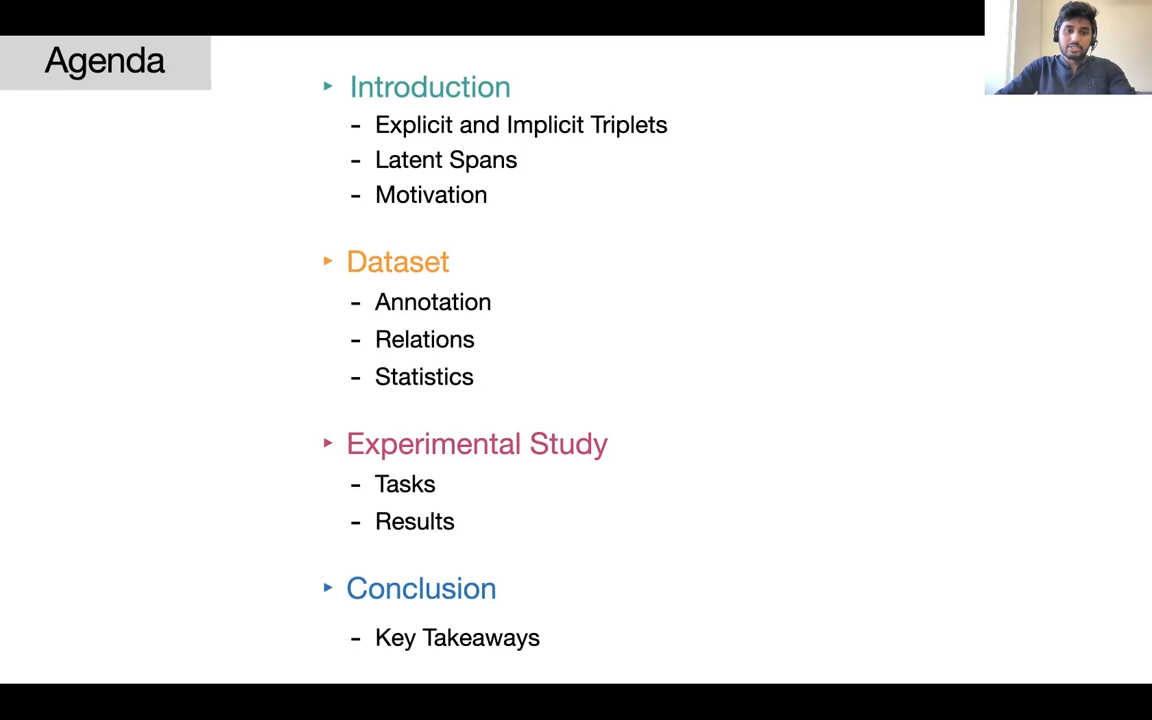 Agenda
‣ Introduction
- Explicit and Implicit Triplets
- Latent Spans
- Motivation
‣ Dataset
- Annotation
- Relations
- Statistics
‣ Experimental Study
- Tasks
- Results
‣ Conclusion
- Key Takeaways